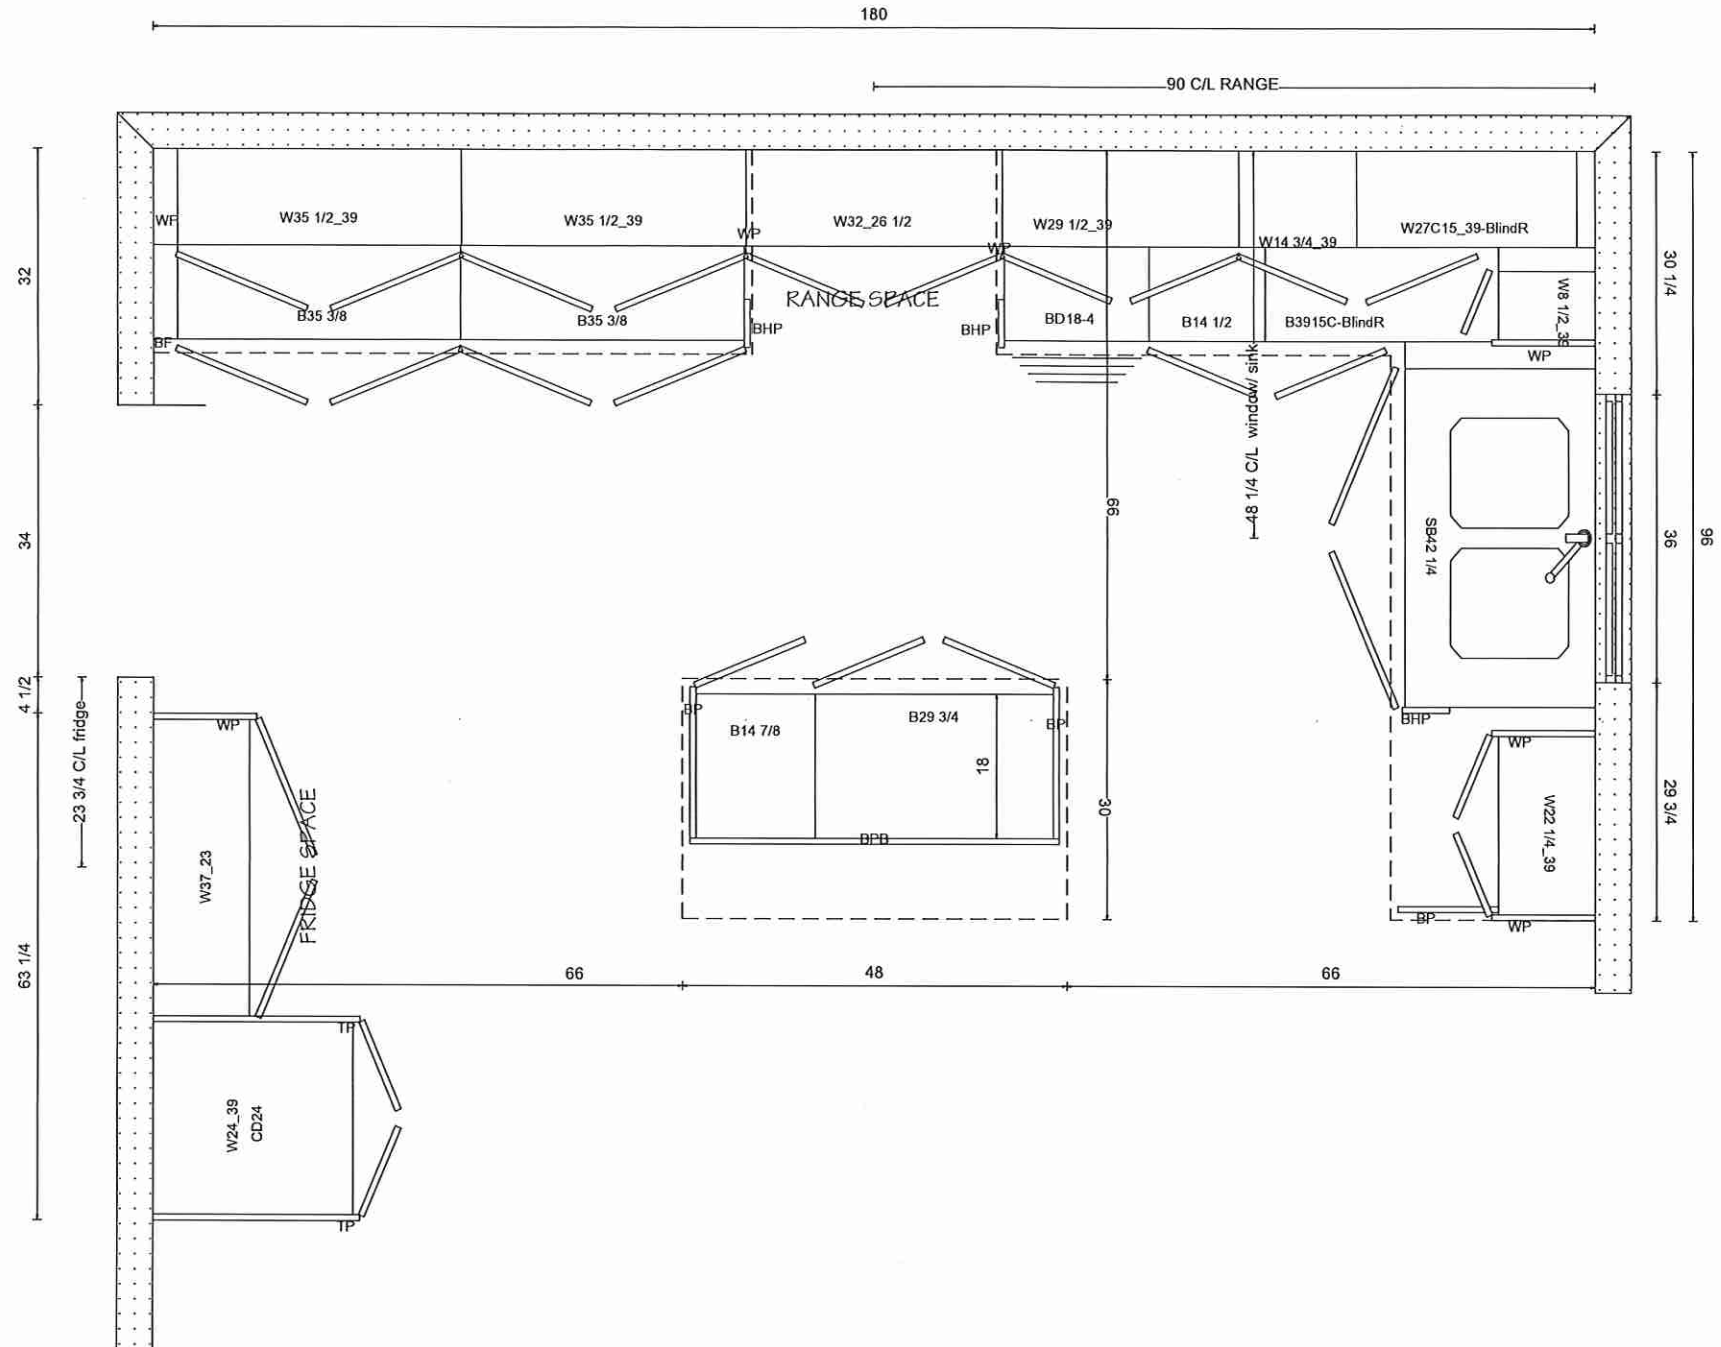 180
90 C/L RANGE
WF
W35 1/2_39
W35 1/2_39
WP
W32_26 1/2
WP
W29 1/2_39
W14 3/4_39
W27C15_39-BlindR
32
30 1/4
RANGE SPACE
W8 1/2_39
B35 3/8
B35 3/8
BHP
BHP
BD18-4
B14 1/2
B3915C-BlindR
BF
WP
48 1/4 C/L window/ sink
66
34
SB42 1/4
36
96
4 1/2
23 3/4 C/L fridge
WP
BP
B14 7/8
B29 3/4
BP
BHP
WP
18
30
29 3/4
W22 1/4_39
W37_23
FRIDGE SPACE
BPB
BP
WP
63 1/4
66
48
66
TP
W24_39
CD24
TP